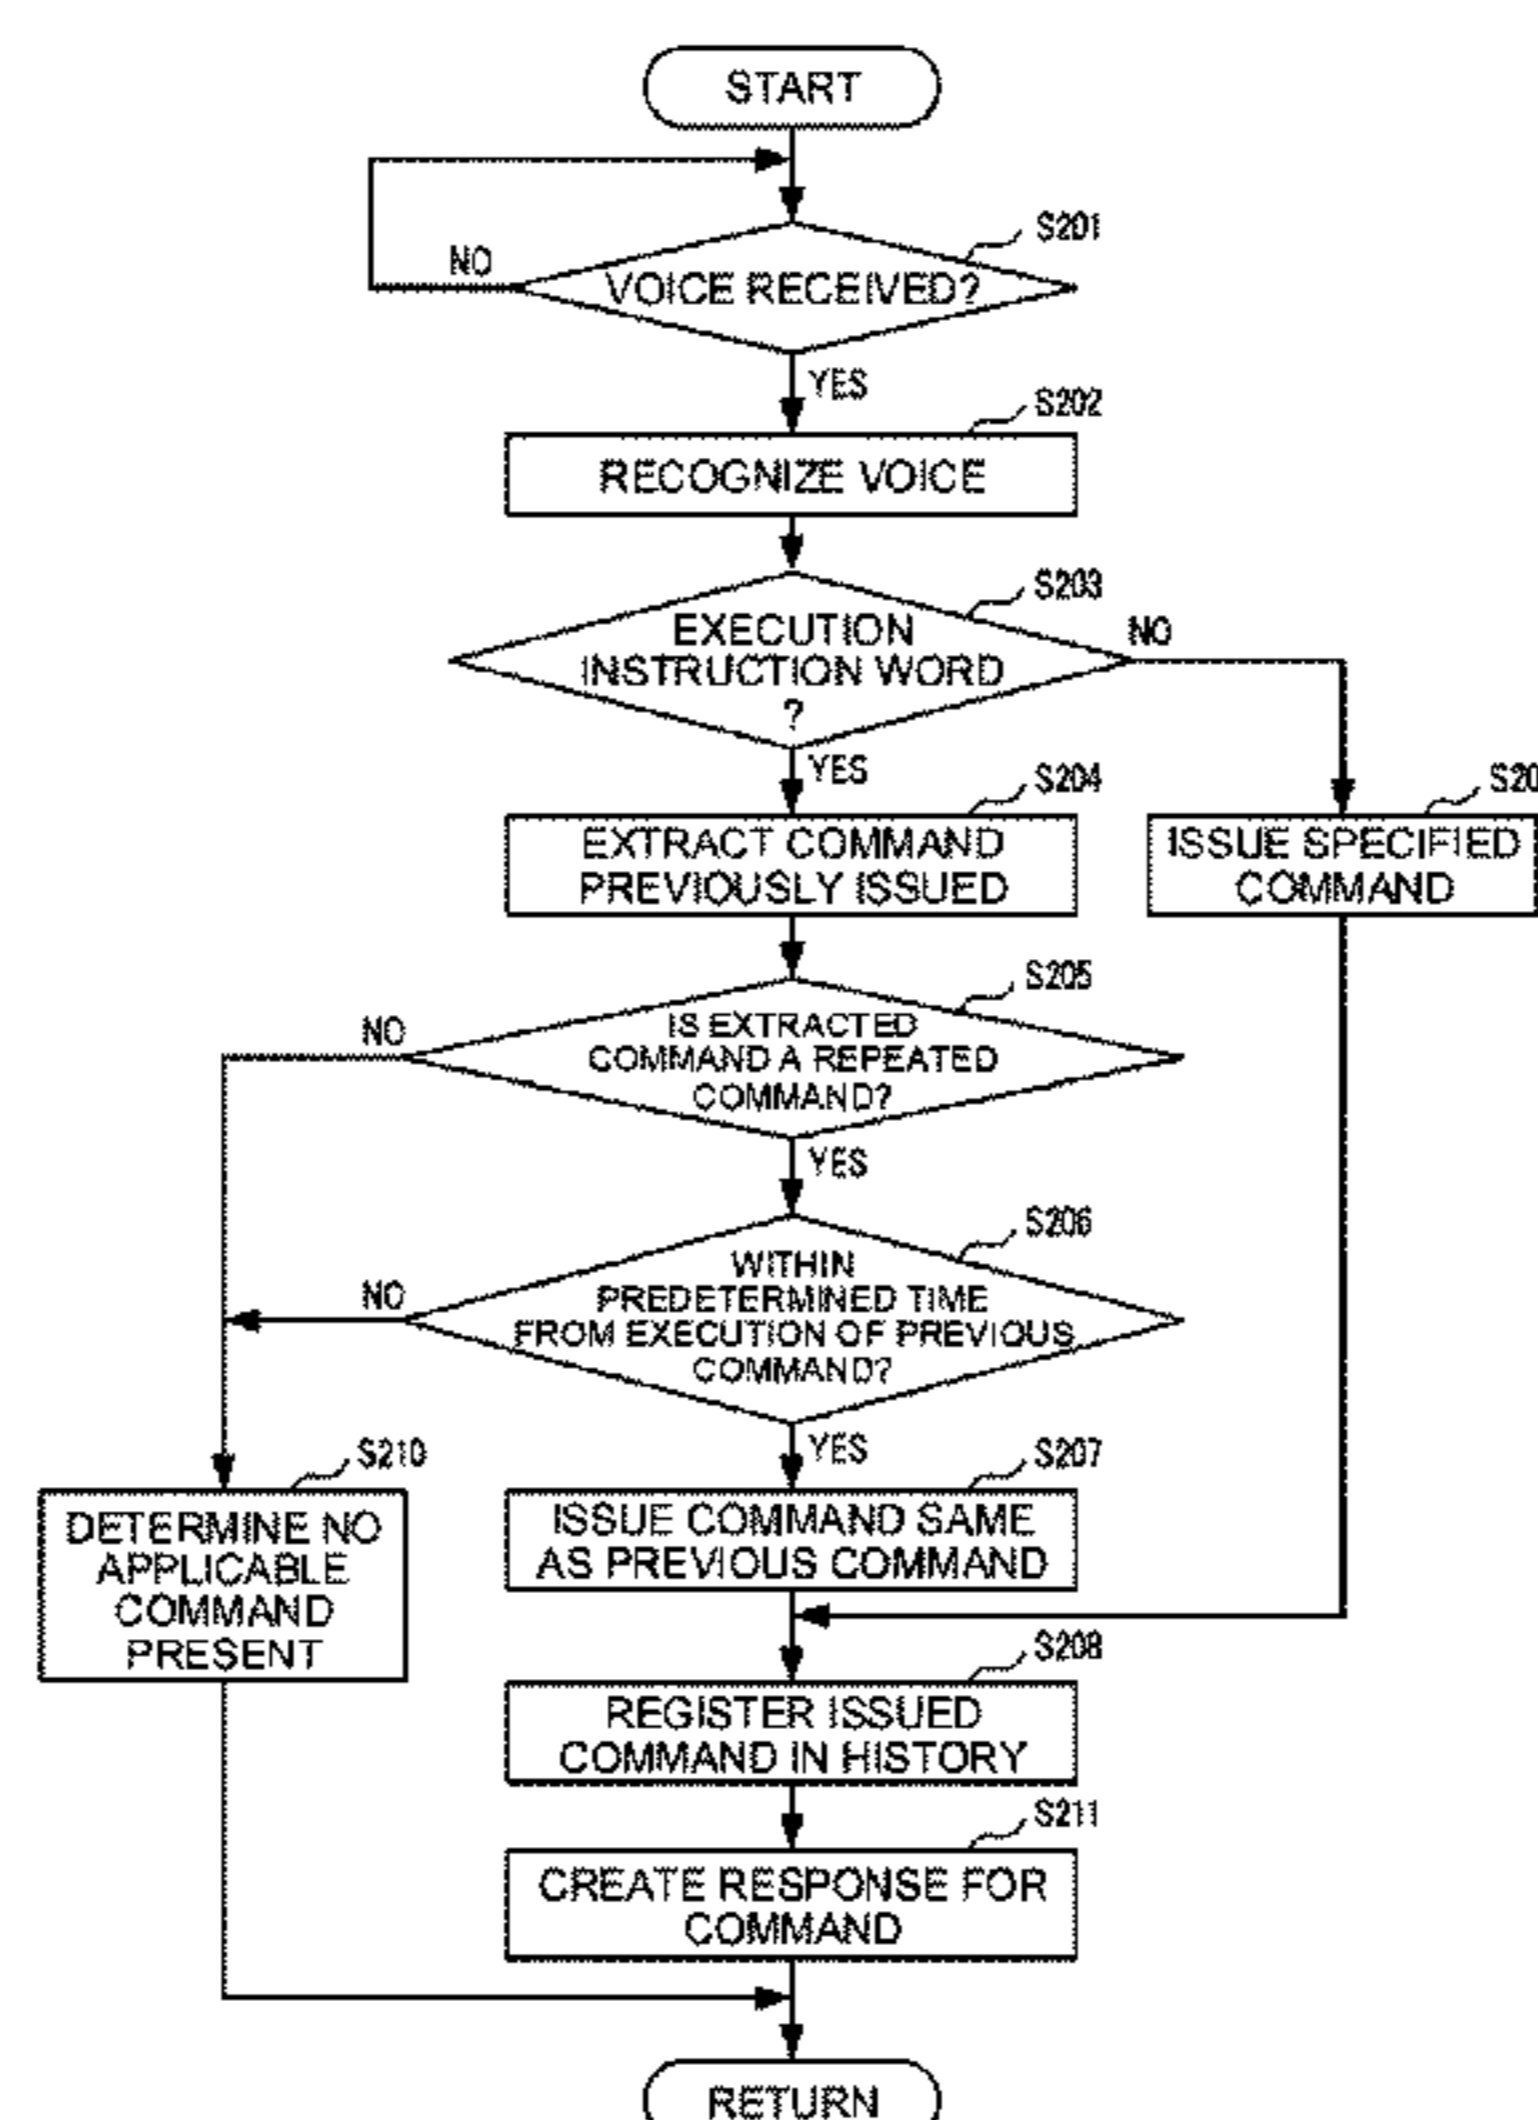 START
S201
NO
VOICE RECEIVED?
YES
S202
RECOGNIZE VOICE
S203
EXECUTION
INSTRUCTION WORD
?
NO
YES
S204
EXTRACT COMMAND
PREVIOUSLY ISSUED
S20
ISSUE SPECIFIED
COMMAND
S205
NO
IS EXTRACTED
COMMAND A REPEATED
COMMAND?
YES
S206
NO
WITHIN
PREDETERMINED TIME
FROM EXECUTION OF PREVIOUS
COMMAND?
YES
S210
DETERMINE NO
APPLICABLE
COMMAND
PRESENT
S207
ISSUE COMMAND SAME
AS PREVIOUS COMMAND
S208
REGISTER ISSUED
COMMAND IN HISTORY
S211
CREATE RESPONSE FOR
COMMAND
RETURN